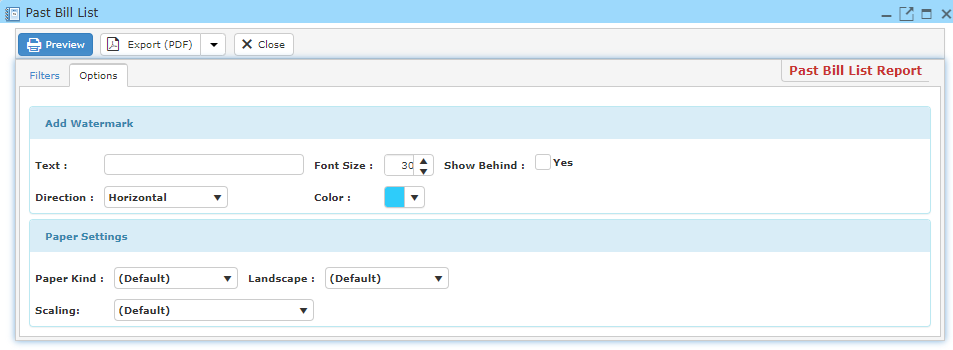 Past Bill List
Preview Export (PDF) Close
Filters Options Past Bill List Report
Add Watermark
Text : Font Size : 30 Show Behind : Yes
Direction : Horizontal Color :
Paper Settings
Paper Kind : (Default) Landscape : (Default)
Scaling: (Default)